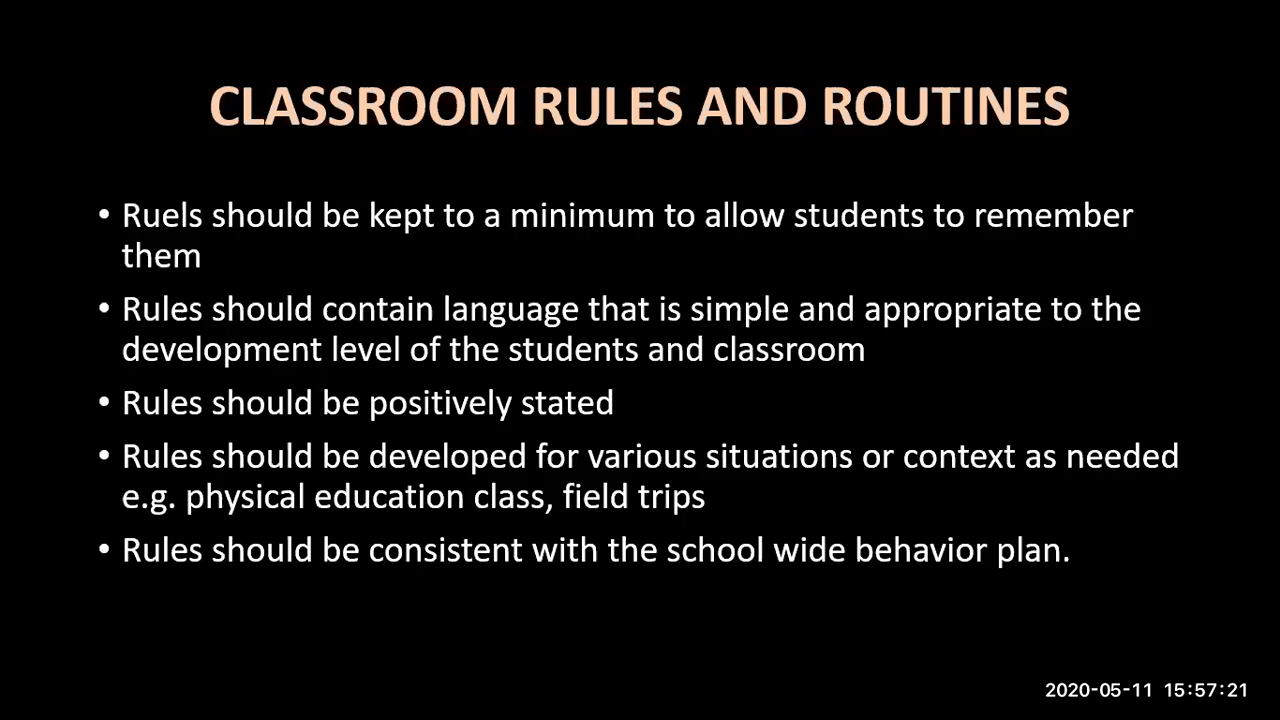 CLASSROOM RULES AND ROUTINES
• Ruels should be kept to a minimum to allow students to remember
them
• Rules should contain language that is simple and appropriate to the
development level of the students and classroom
• Rules should be positively stated
• Rules should be developed for various situations or context as needed
e.g. physical education class, field trips
• Rules should be consistent with the school wide behavior plan.
2020-05-11 15:57:21